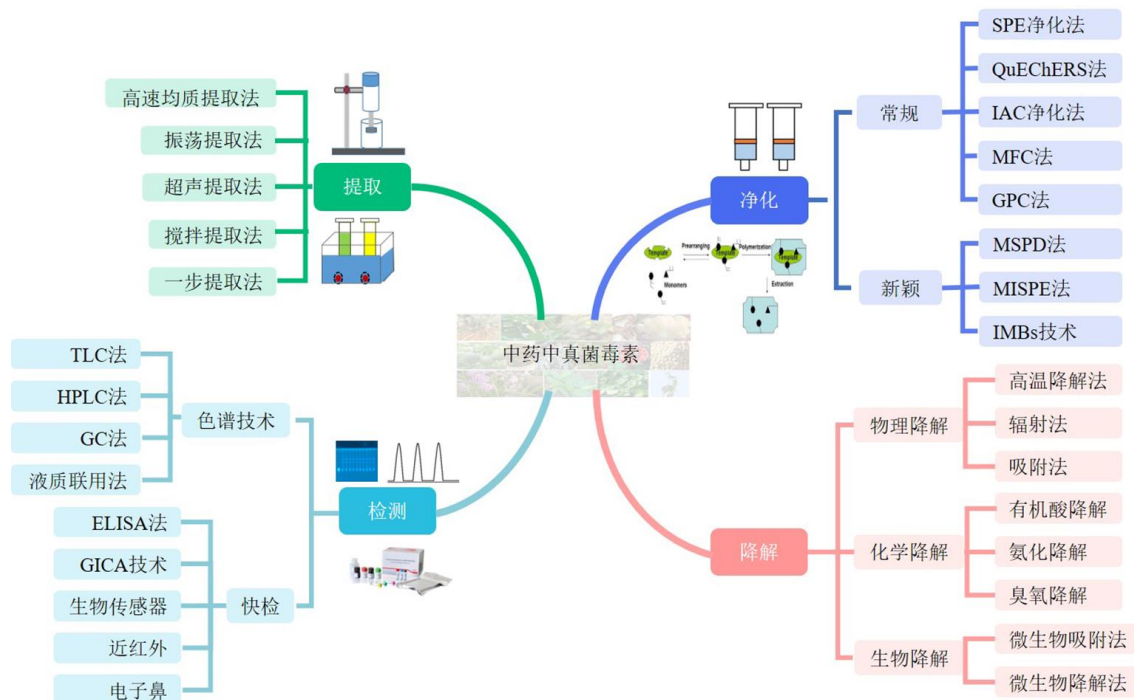 中药中真菌毒素
提取
高速均质提取法
振荡提取法
超声提取法
搅拌提取法
一步提取法
净化
常规
SPE净化法
QuEChERS法
IAC净化法
MFC法
GPC法
新颖
MSPD法
MISPE法
IMBs技术
Template
Prearranging
Template
Polymerization
Template
Monomers
Extraction
检测
色谱技术
TLC法
HPLC法
GC法
液质联用法
快检
ELISA法
GICA技术
生物传感器
近红外
电子鼻
降解
物理降解
高温降解法
辐射法
吸附法
化学降解
有机酸降解
氨化降解
臭氧降解
生物降解
微生物吸附法
微生物降解法